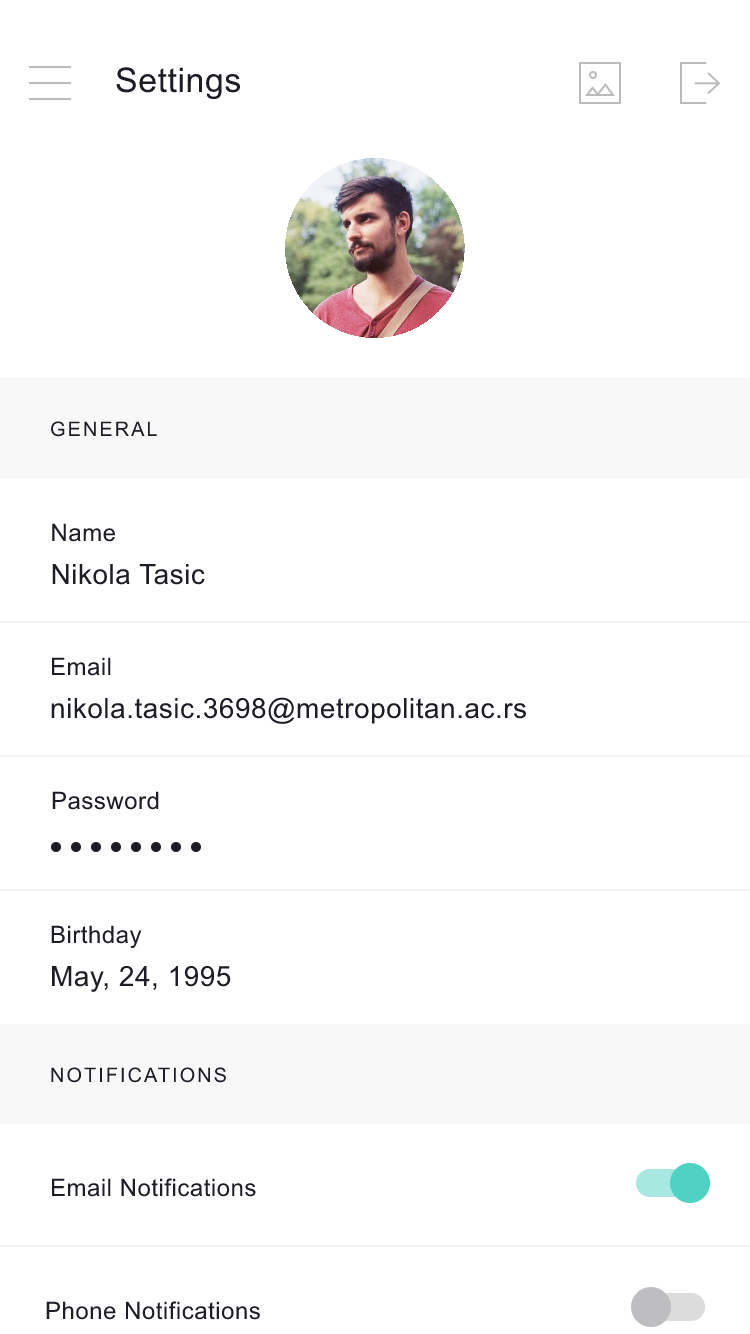 Settings
GENERAL
Name
Nikola Tasic
Email
nikola.tasic.3698@metropolitan.ac.rs
Password
••••••••
Birthday
May, 24, 1995
NOTIFICATIONS
Email Notifications
Phone Notifications